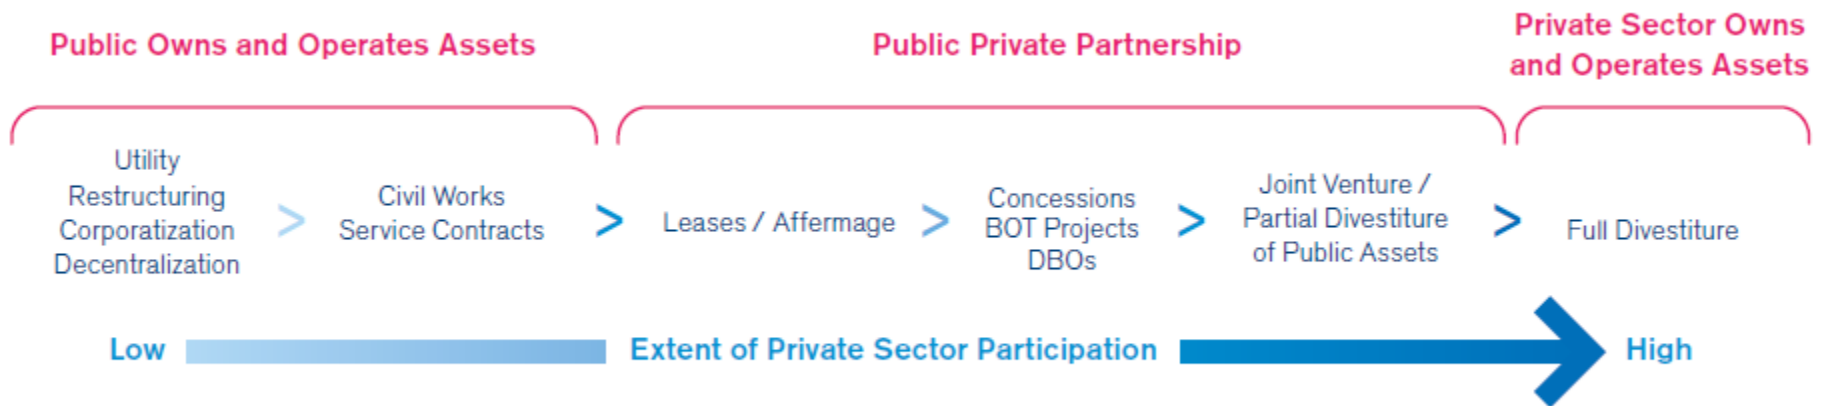 Public Owns and Operates Assets
Public Private Partnership
Private Sector Owns
and Operates Assets
Utility
Restructuring
Corporatization
Decentralization
>
Civil Works
Service Contracts
>
Leases / Affermage
>
Concessions
BOT Projects
DBOs
>
Joint Venture /
Partial Divestiture
of Public Assets
>
Full Divestiture
Low
Extent of Private Sector Participation
High